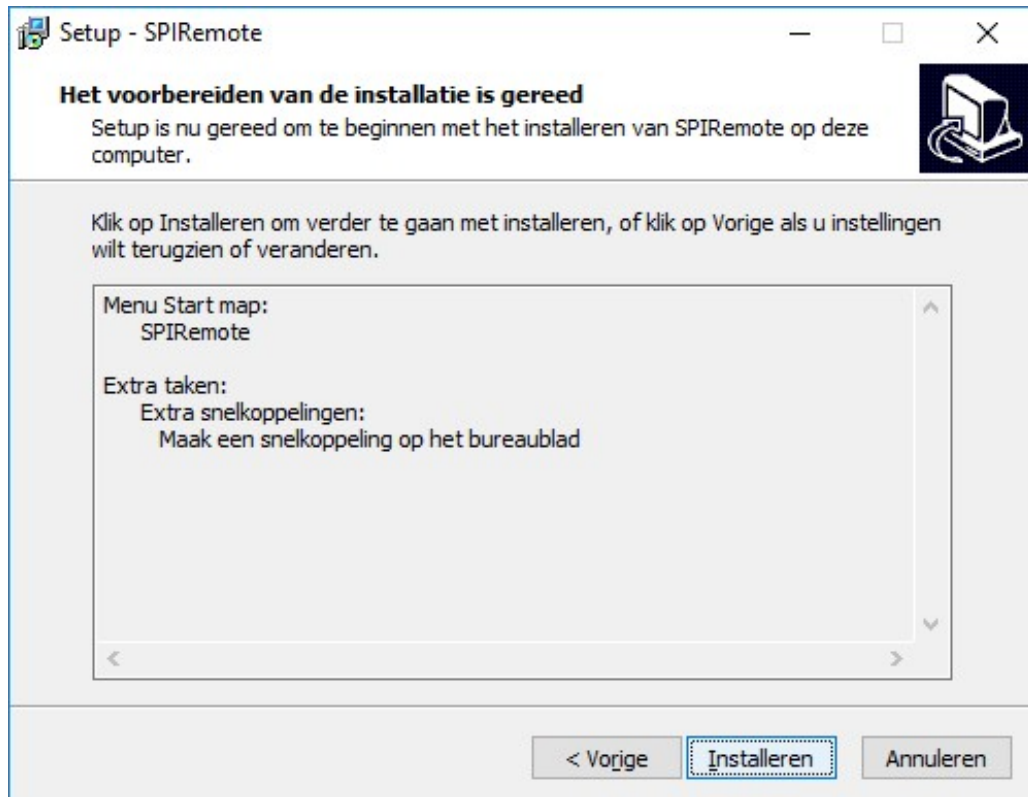 Setup - SPIRemote
Het voorbereiden van de installatie is gereed
Setup is nu gereed om te beginnen met het installeren van SPIRemote op deze
computer.
Klik op Installeren om verder te gaan met installeren, of klik op Vorige als u instellingen
wilt terugzien of veranderen.
Menu Start map:
SPIRemote
Extra taken:
Extra snelkoppelingen:
Maak een snelkoppeling op het bureaublad
< Vorige
Installeren
Annuleren